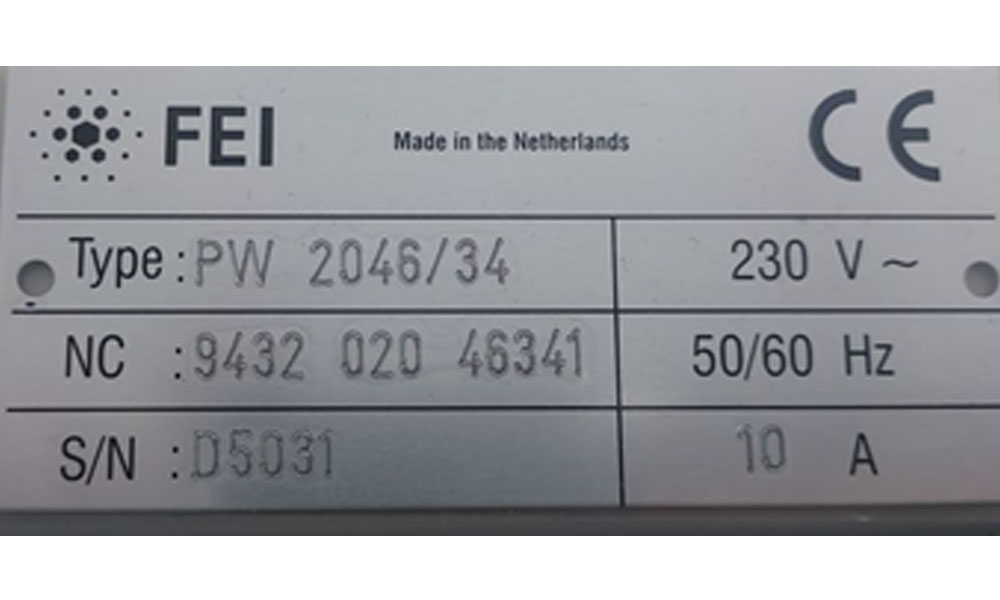 FEI Made in the Netherlands CE
Type : PW 2046/34 230 V ~
NC : 9432 020 46341 50/60 Hz
S/N : D5031 10 A